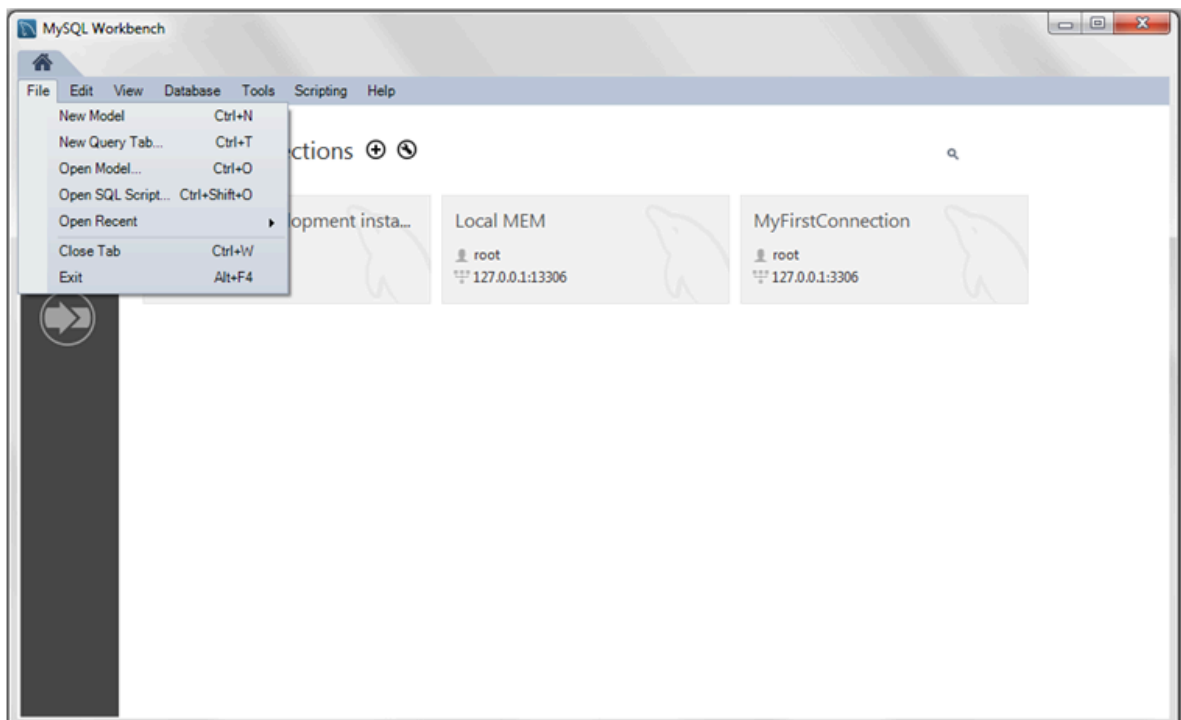 MySQL Workbench
File Edit View Database Tools Scripting Help
New Model Ctrl+N
New Query Tab... Ctrl+T
Open Model... Ctrl+O
Open SQL Script... Ctrl+Shift+O
Open Recent
Close Tab Ctrl+W
Exit Alt+F4
ctions
lopment insta...
Local MEM
root
127.0.0.1:13306
MyFirstConnection
root
127.0.0.1:3306